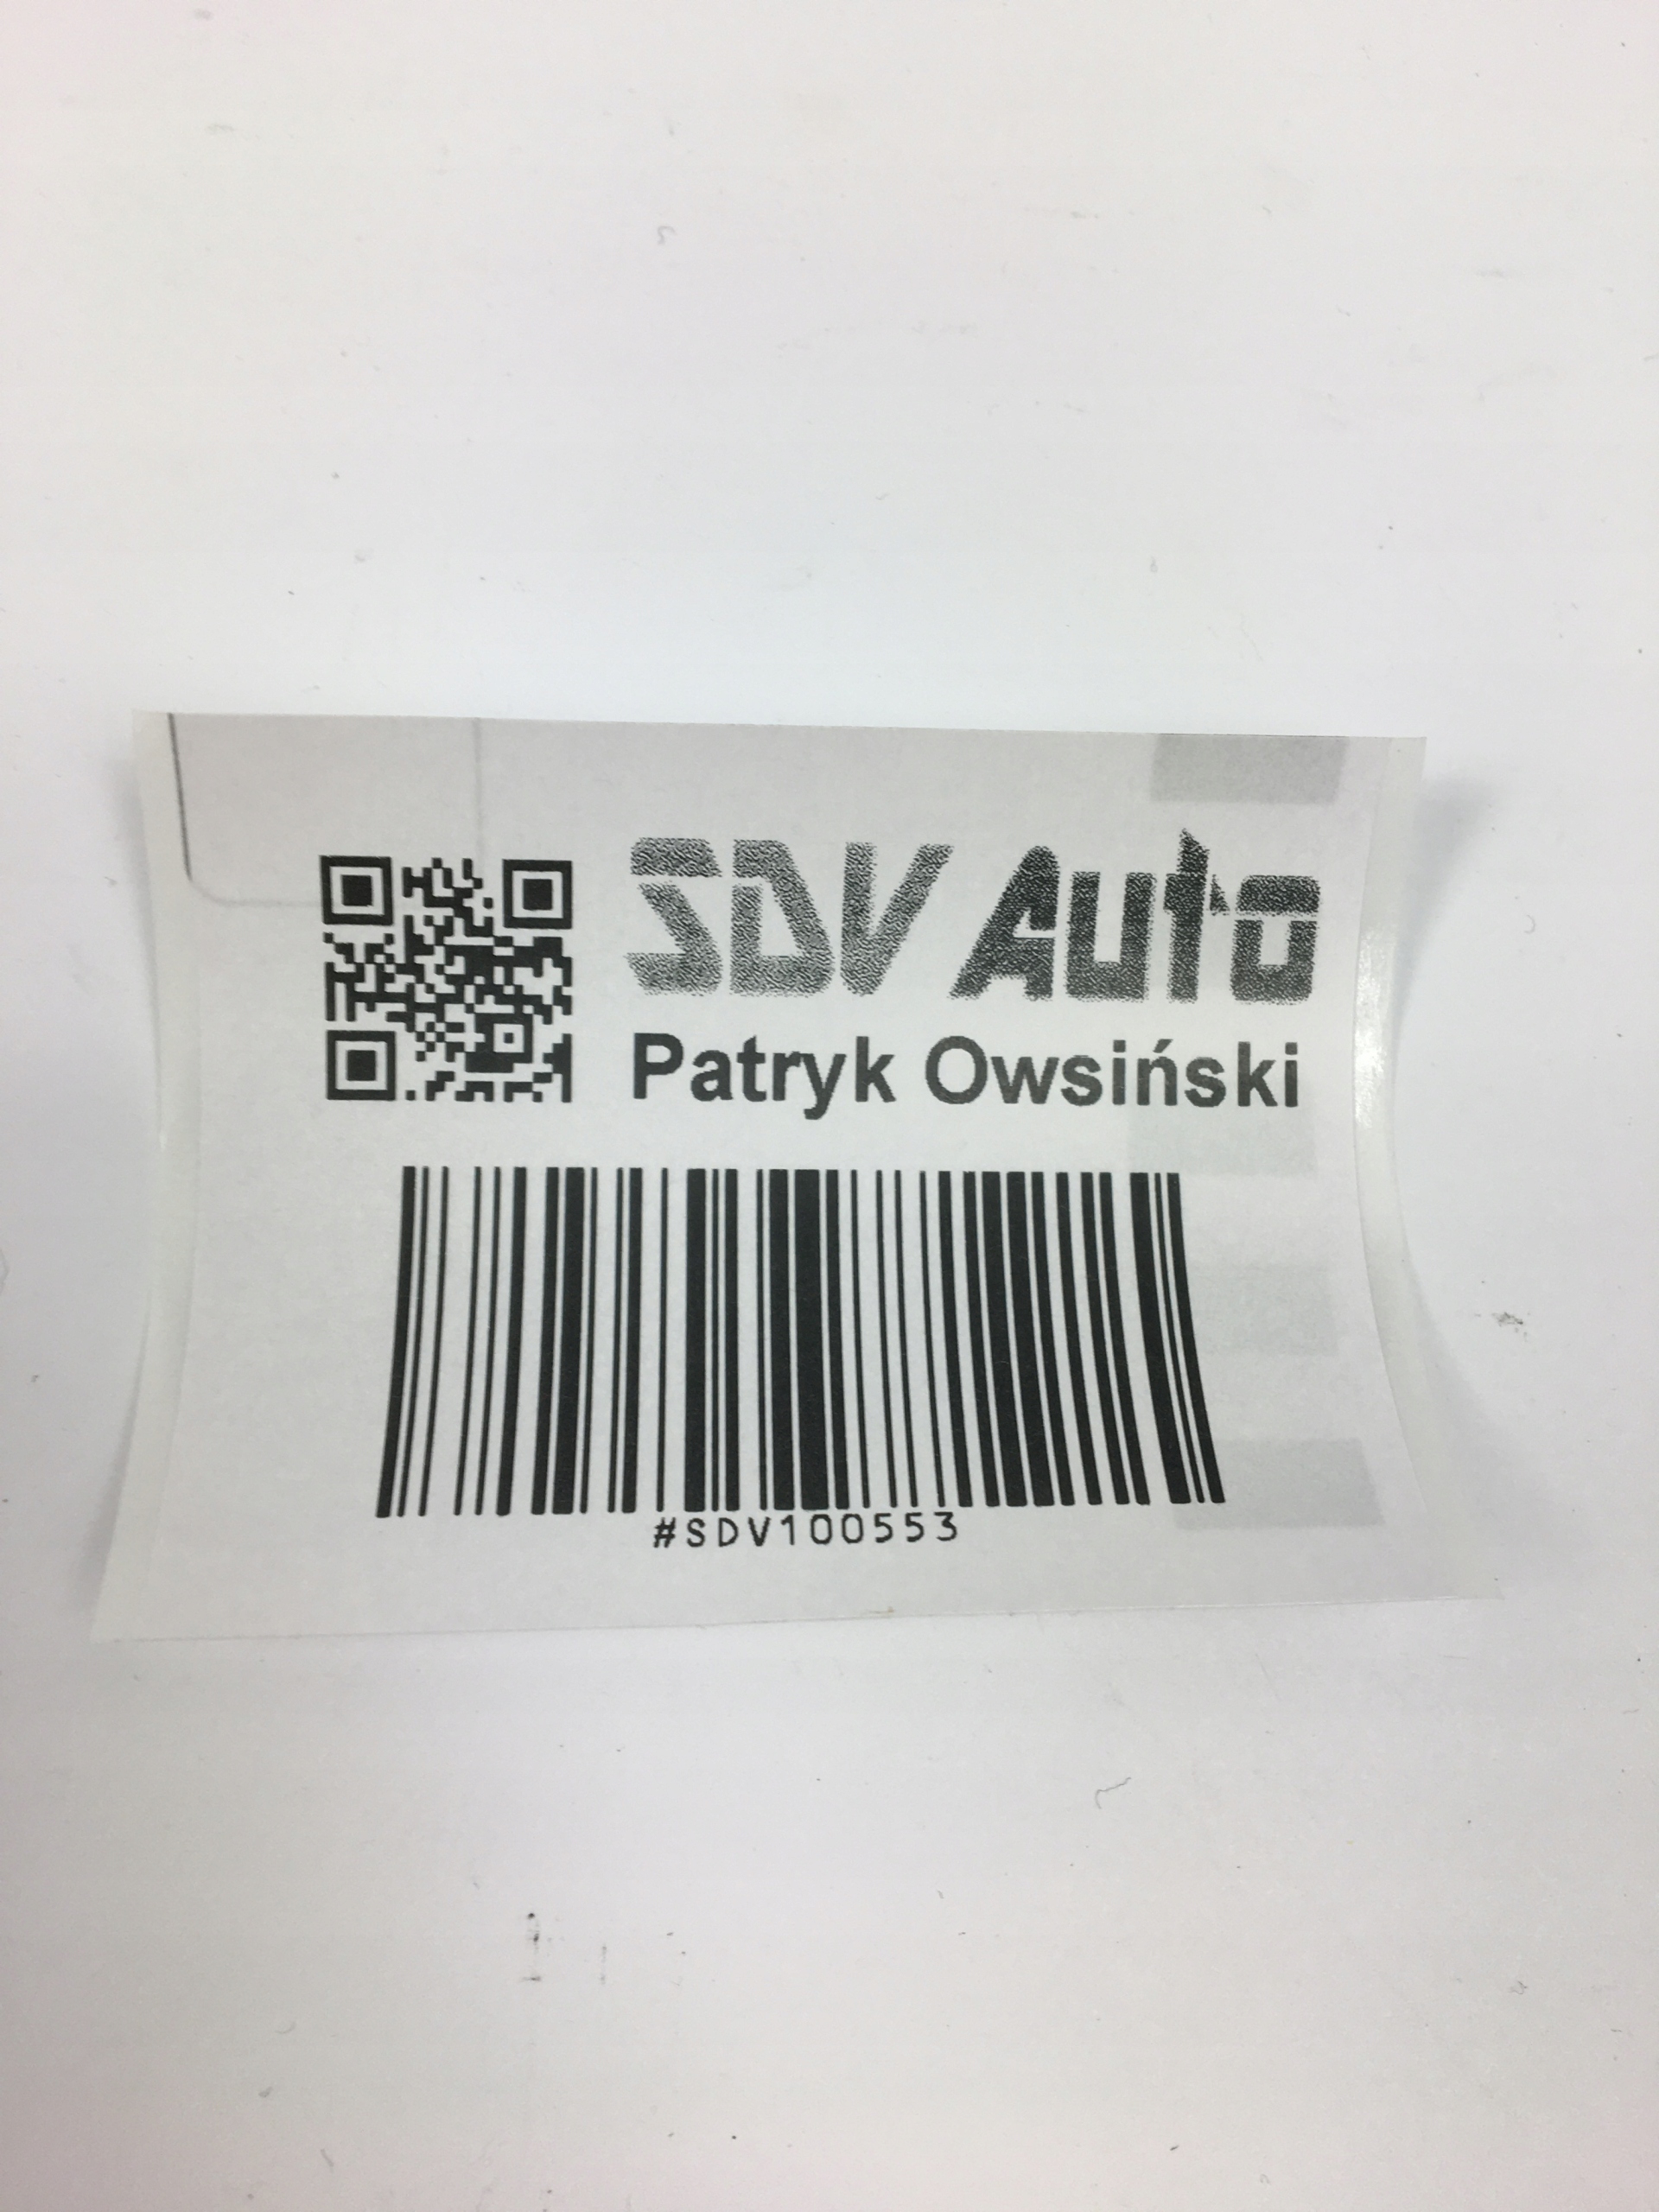 SDV Auto
Patryk Owsiński
#SDV100553